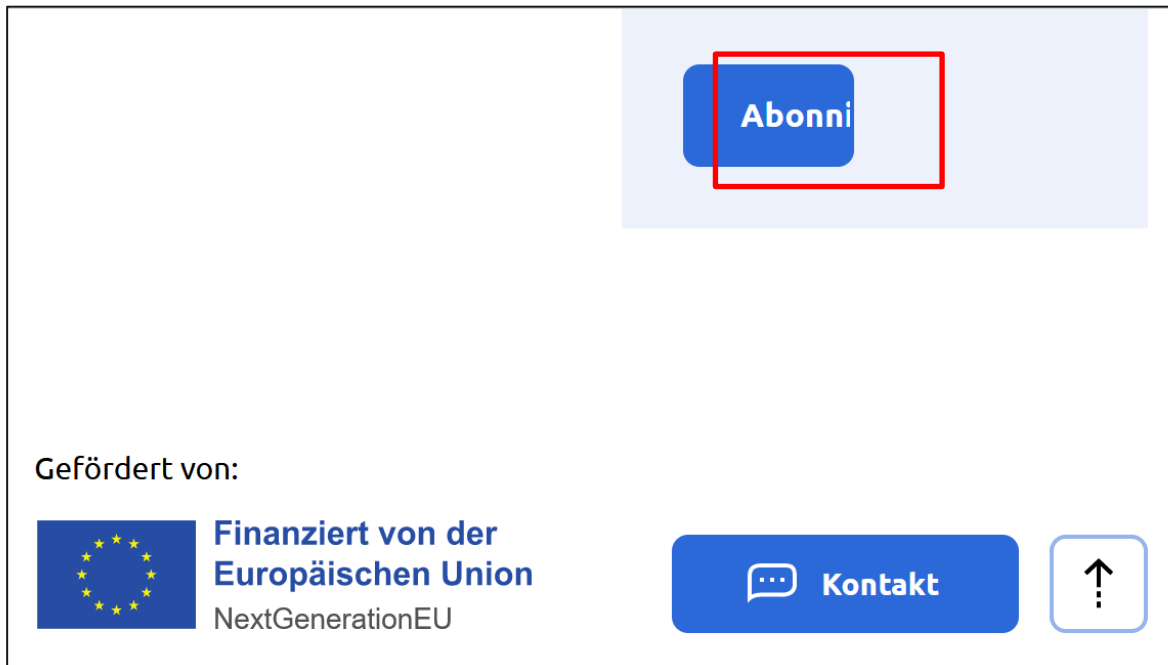 Abonni
Gefördert von:
Finanziert von der
Europäischen Union
NextGenerationEU
Kontakt